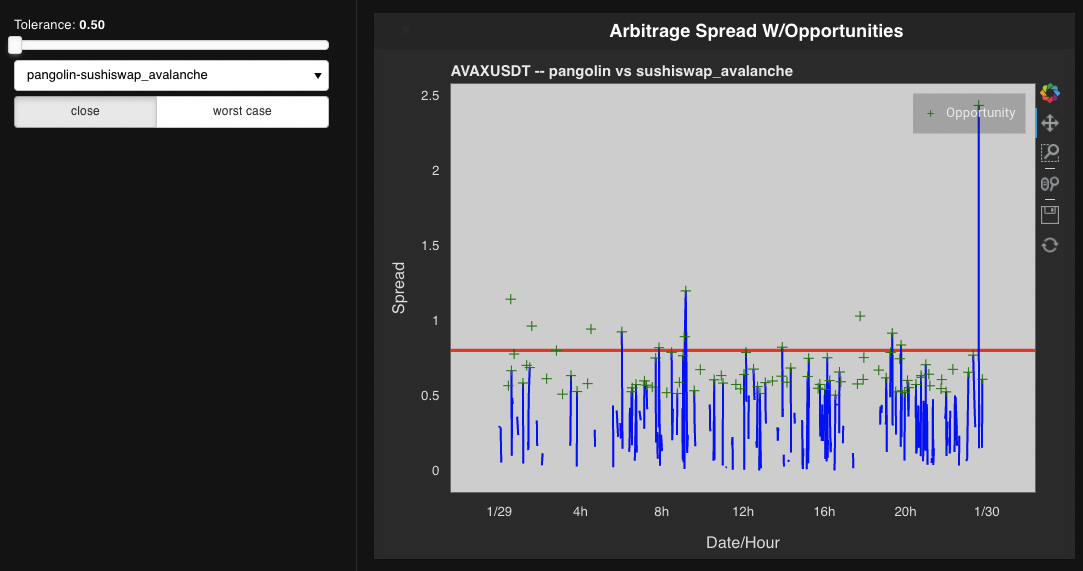 Tolerance: 0.50
pangolin-sushiswap_avalanche
close
worst case
Arbitrage Spread W/Opportunities
AVAXUSDT -- pangolin vs sushiswap_avalanche
Opportunity
2.5
2
1.5
1
0.5
0
Spread
1/29
4h
8h
12h
16h
20h
1/30
Date/Hour